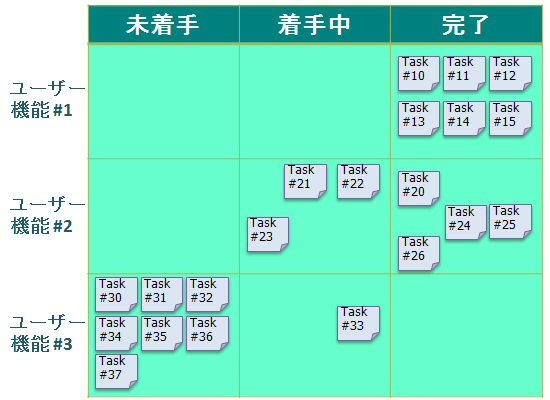 未着手 着手中 完了
ユーザー
機能#1
Task
#10
Task
#11
Task
#12
Task
#13
Task
#14
Task
#15
ユーザー
機能#2
Task
#21
Task
#22
Task
#23
Task
#20
Task
#24
Task
#25
Task
#26
ユーザー
機能#3
Task
#30
Task
#31
Task
#32
Task
#34
Task
#35
Task
#36
Task
#37
Task
#33